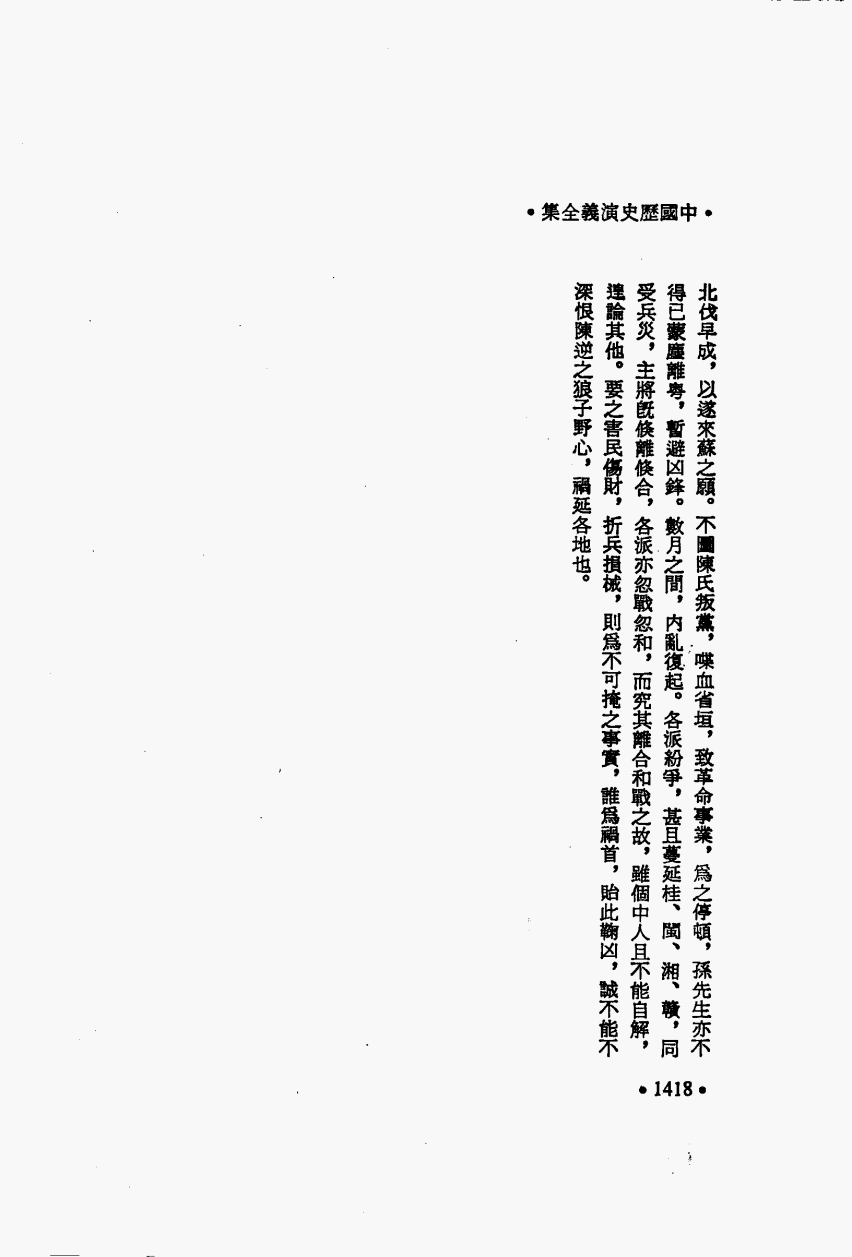 •中國歷史演義全集•
北伐早成，以遂來蘇之願。不圖陳氏叛黨，喋血省垣，致革命事業，爲之停頓，孫先生亦不
得已蒙塵離粵，暫避凶鋒。數月之間，内亂復起。各派紛爭，甚且蔓延桂、閩、湘、贛，同
受兵災，主將旣倏離倏合，各派亦忽戰忽和，而究其離合和戰之故，雖個中人且不能自解，
遑論其他。要之害民傷財，折兵損械，則爲不可掩之事實，誰爲禍首，貽此鞠凶，誠不能不
深恨陳逆之狼子野心，禍延各地也。
•1418•